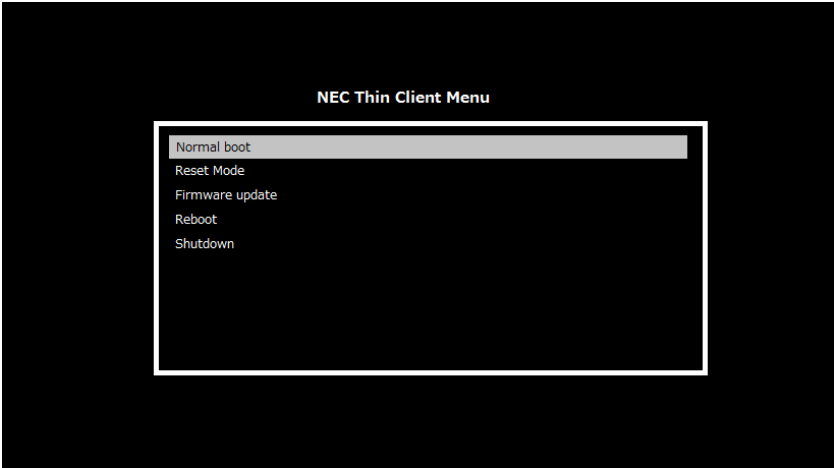 NEC Thin Client Menu
Normal boot
Reset Mode
Firmware update
Reboot
Shutdown